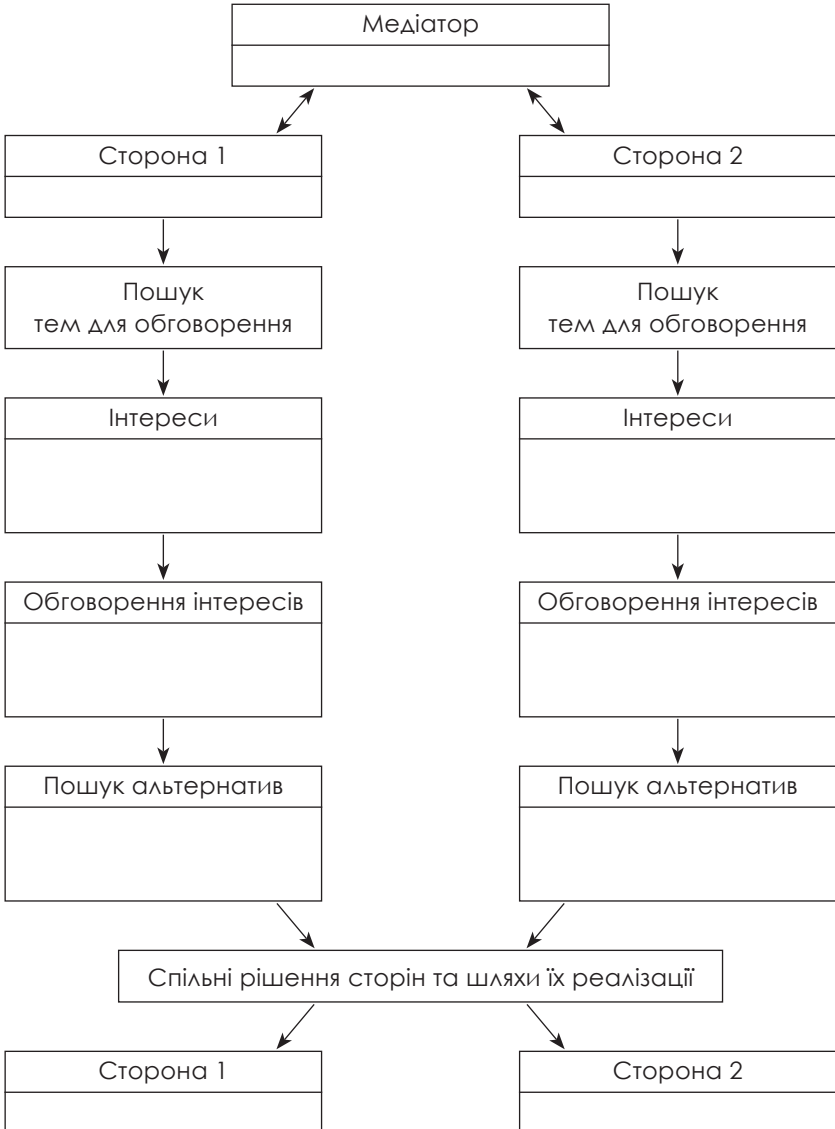 Медіатор
Сторона 1
Сторона 2
Пошук
тем для обговорення
Пошук
тем для обговорення
Інтереси
Інтереси
Обговорення інтересів
Обговорення інтересів
Пошук альтернатив
Пошук альтернатив
Спільні рішення сторін та шляхи їх реалізації
Сторона 1
Сторона 2